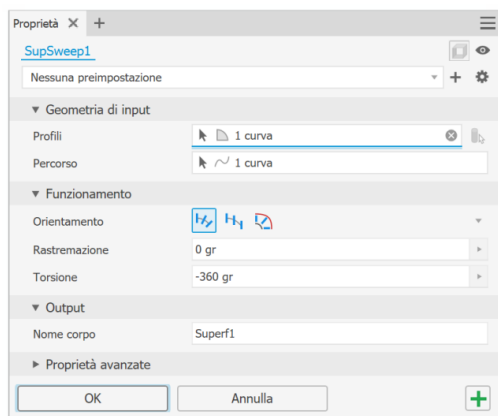 Proprietà
SupSweep1
Nessuna preimpostazione
Geometria di input
Profili 1 curva
Percorso 1 curva
Funzionamento
Orientamento
Rastremazione 0 gr
Torsione -360 gr
Output
Nome corpo Superf1
Proprietà avanzate
OK Annulla